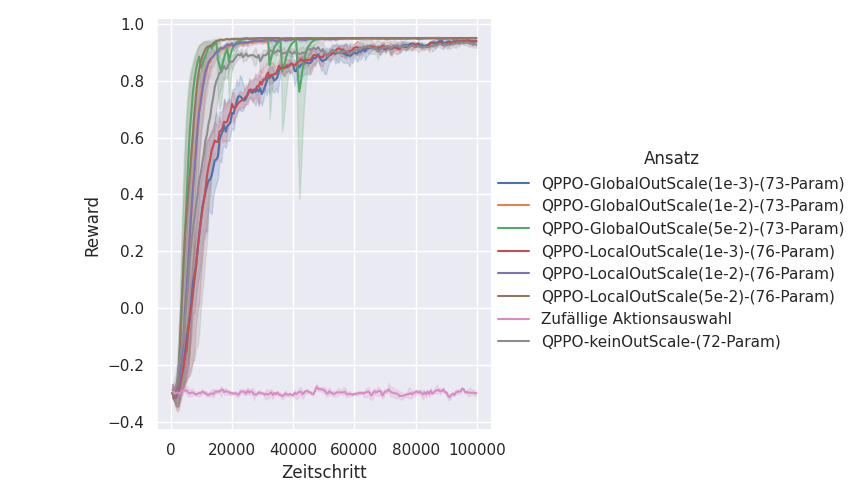 1.0
0.8
0.6
0.4
0.2
0.0
−0.2
−0.4
Reward
0 20000 40000 60000 80000 100000
Zeitschritt
Ansatz
QPPO-GlobalOutScale(1e-3)-(73-Param)
QPPO-GlobalOutScale(1e-2)-(73-Param)
QPPO-GlobalOutScale(5e-2)-(73-Param)
QPPO-LocalOutScale(1e-3)-(76-Param)
QPPO-LocalOutScale(1e-2)-(76-Param)
QPPO-LocalOutScale(5e-2)-(76-Param)
Zufällige Aktionsauswahl
QPPO-keinOutScale-(72-Param)